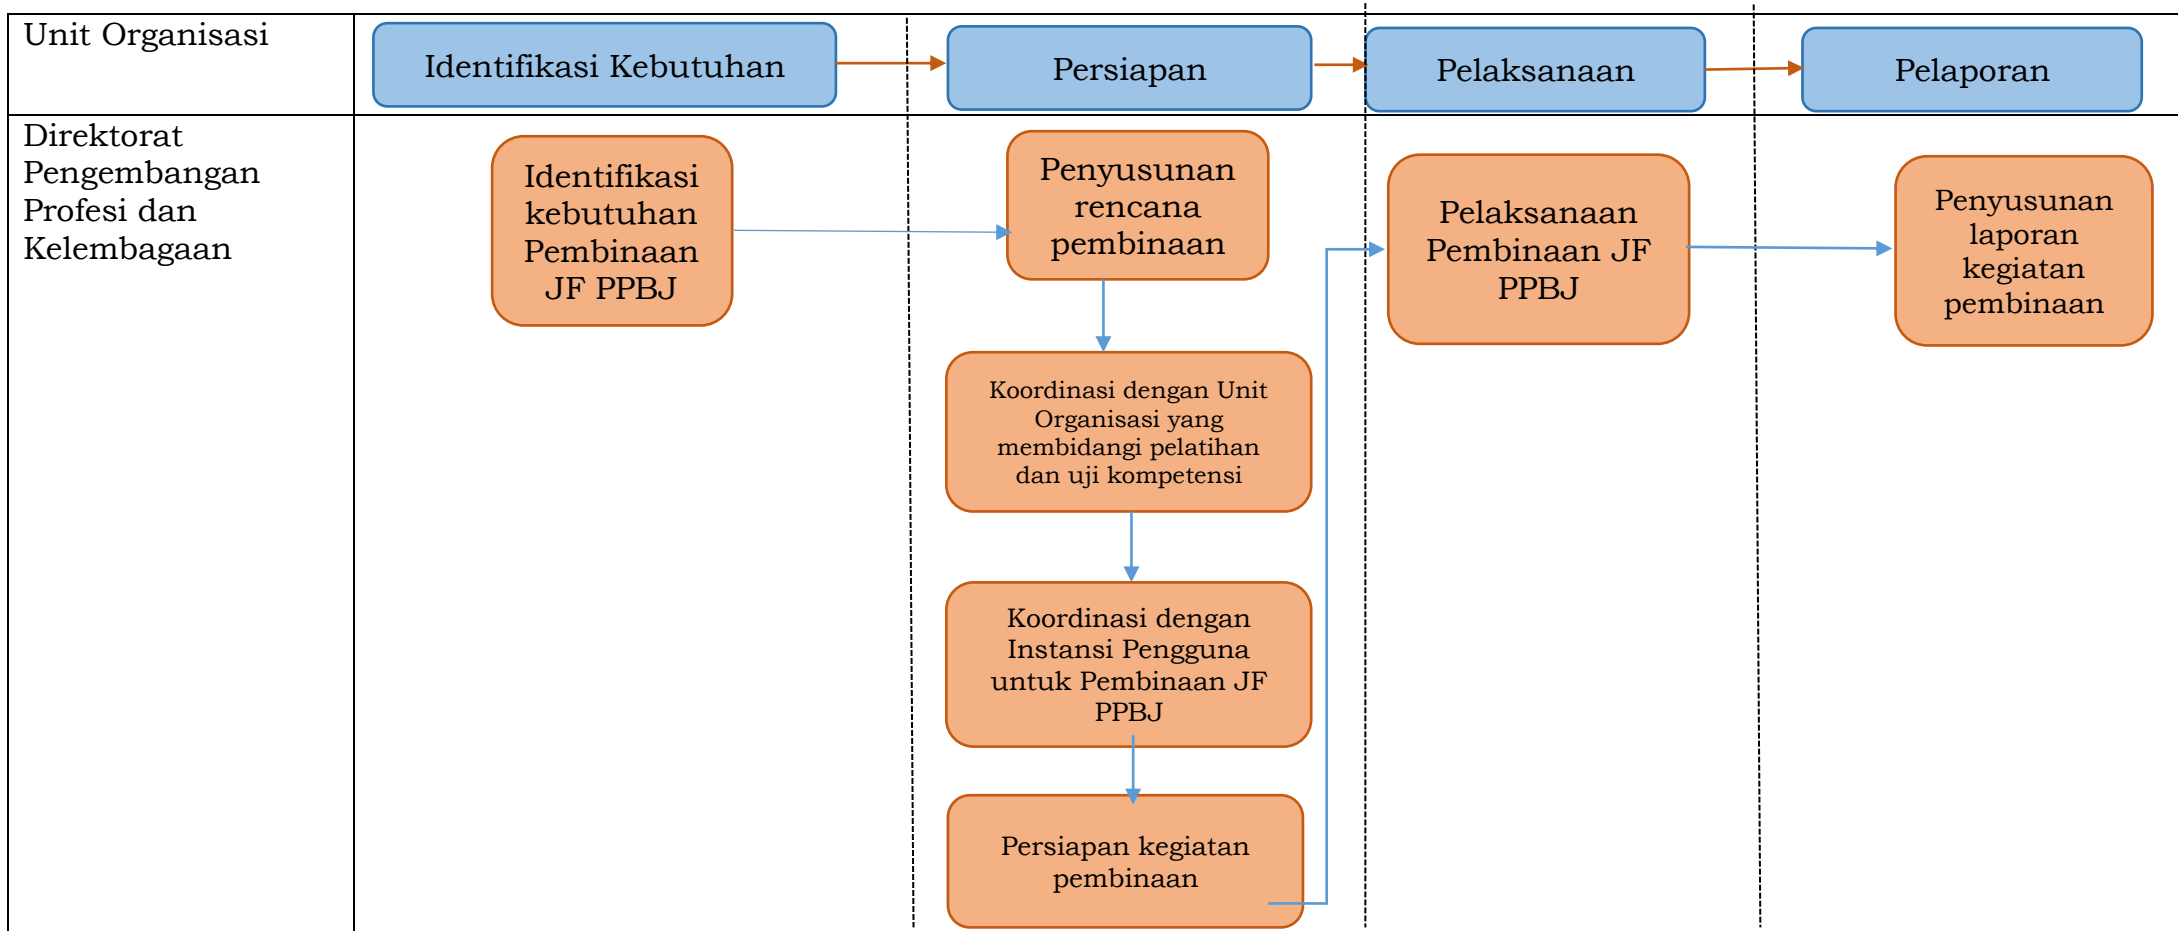 Unit Organisasi
Identifikasi Kebutuhan
Persiapan
Pelaksanaan
Pelaporan
Direktorat
Pengembangan
Profesi dan
Kelembagaan
Identifikasi
kebutuhan
Pembinaan
JF PPBJ
Penyusunan
rencana
pembinaan
Koordinasi dengan Unit
Organisasi yang
membidangi pelatihan
dan uji kompetensi
Koordinasi dengan
Instansi Pengguna
untuk Pembinaan JF
PPBJ
Persiapan kegiatan
pembinaan
Pelaksanaan
Pembinaan JF
PPBJ
Penyusunan
laporan
kegiatan
pembinaan